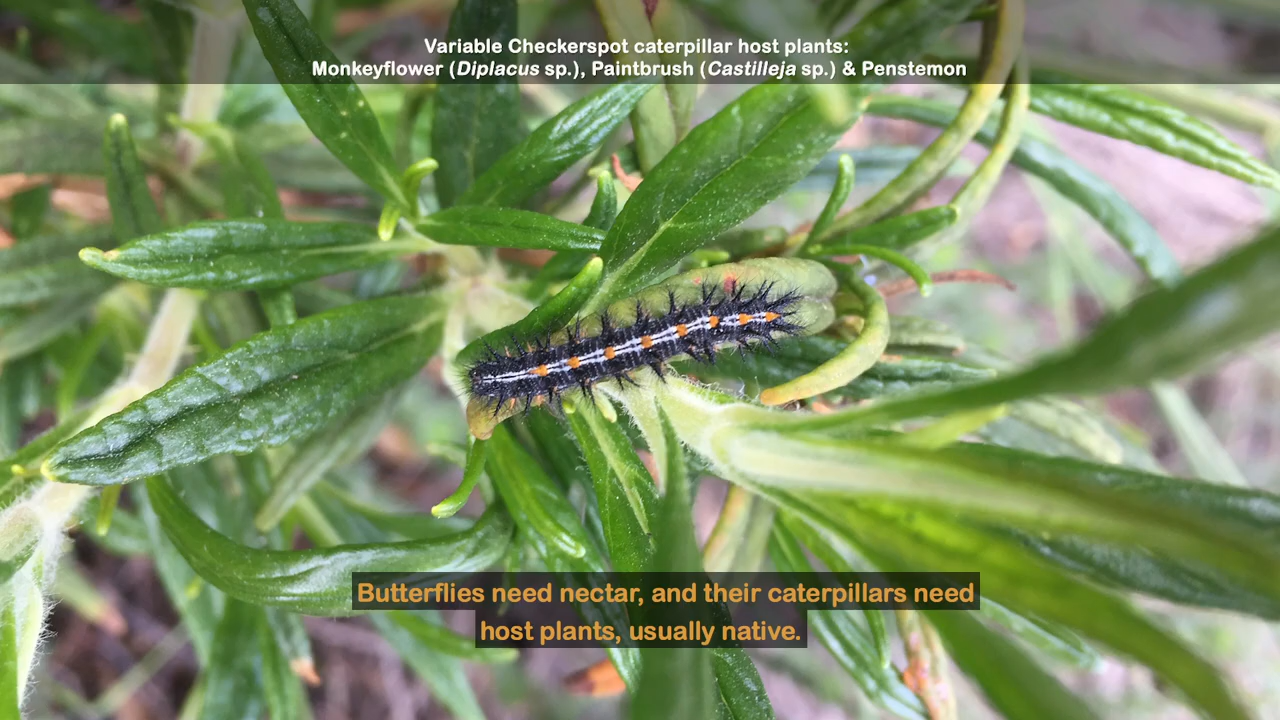 Variable Checkerspot caterpillar host plants:
Monkeyflower (Diplacus sp.), Paintbrush (Castilleja sp.) & Penstemon
Butterflies need nectar, and their caterpillars need
host plants, usually native.